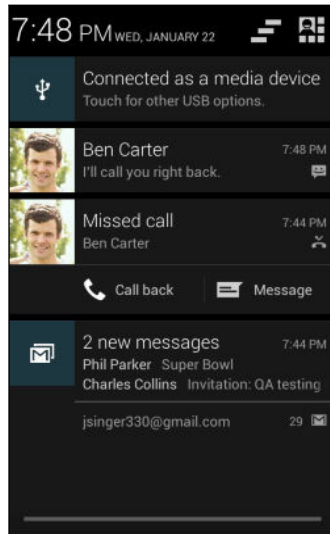 7:48 PM WED, JANUARY 22
Connected as a media device
Touch for other USB options.
Ben Carter 7:48 PM
I'll call you right back.
Missed call 7:44 PM
Ben Carter
Call back Message
2 new messages 7:44 PM
Phil Parker Super Bowl
Charles Collins Invitation: QA testing
jsinger330@gmail.com 29